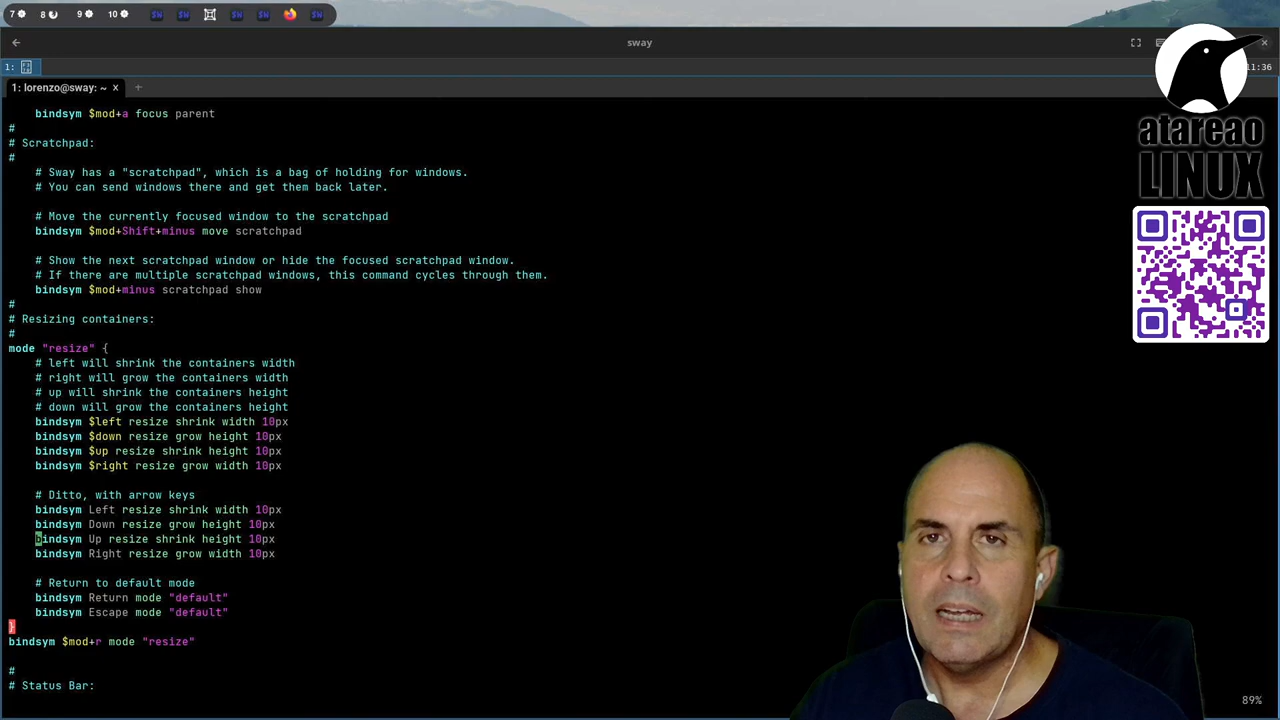 7 8 9 10 $W $W $W $W $W
sway
1: 11:36
1: lorenzo@sway: ~ x +
bindsym $mod+a focus parent
#
# Scratchpad:
#
# Sway has a "scratchpad", which is a bag of holding for windows.
# You can send windows there and get them back later.
# Move the currently focused window to the scratchpad
bindsym $mod+Shift+minus move scratchpad
# Show the next scratchpad window or hide the focused scratchpad window.
# If there are multiple scratchpad windows, this command cycles through them.
bindsym $mod+minus scratchpad show
#
# Resizing containers:
#
mode "resize" {
# left will shrink the containers width
# right will grow the containers width
# up will shrink the containers height
# down will grow the containers height
bindsym $left resize shrink width 10px
bindsym $down resize grow height 10px
bindsym $up resize shrink height 10px
bindsym $right resize grow width 10px
# Ditto, with arrow keys
bindsym Left resize shrink width 10px
bindsym Down resize grow height 10px
bindsym Up resize shrink height 10px
bindsym Right resize grow width 10px
# Return to default mode
bindsym Return mode "default"
bindsym Escape mode "default"
}
bindsym $mod+r mode "resize"
#
# Status Bar:
89%
atareao
LINUX